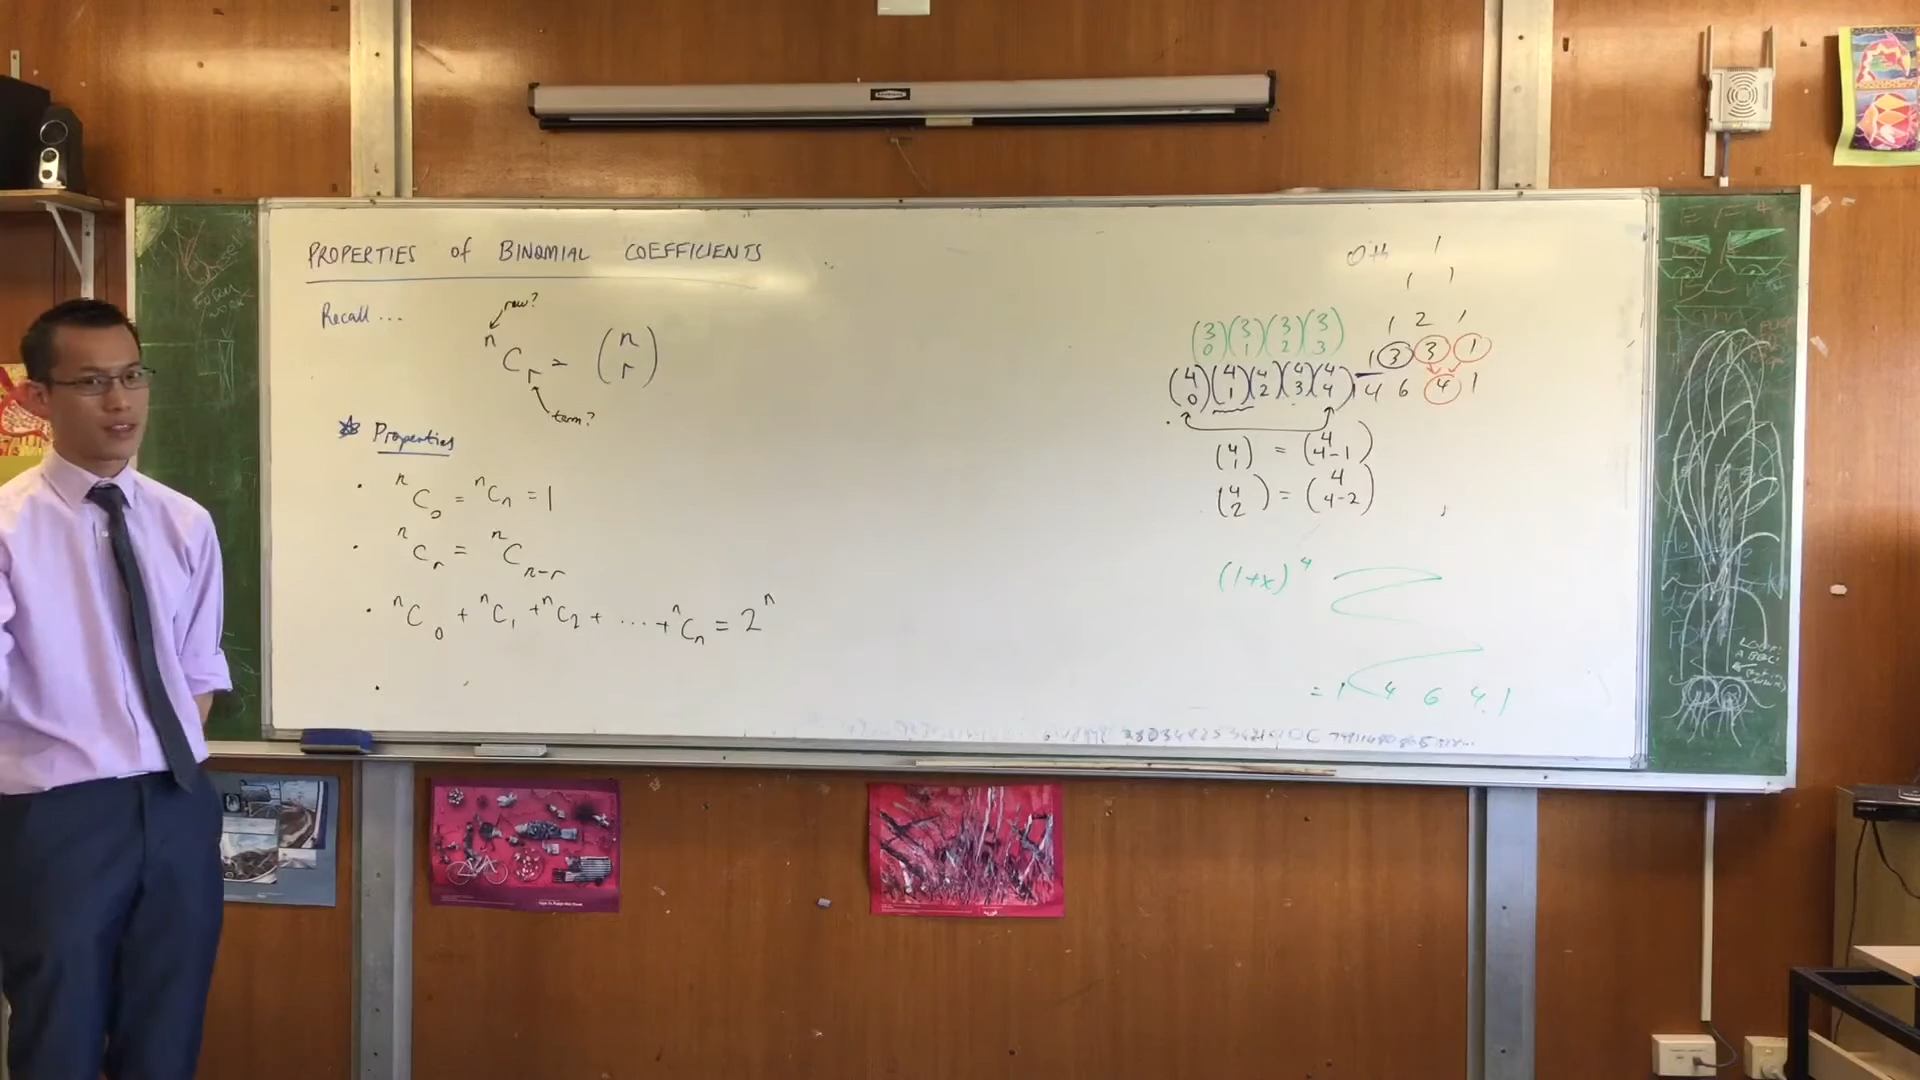 PROPERTIES of BINOMIAL COEFFICIENTS
Recall...
row?
ⁿCᵣ = (n r)
term?
Properties
• ⁿC₀ = ⁿCₙ = 1
• ⁿCᵣ = ⁿCₙ₋ᵣ
• ⁿC₀ + ⁿC₁ + ⁿC₂ + ... + ⁿCₙ = 2ⁿ
•
0th 1
1 1
1 2 1
(3 0)(3 1)(3 2)(3 3) 1 3 3 1
(4 0)(4 1)(4 2)(4 3)(4 4) 1 4 6 4 1
(4 1) = (4 4-1)
(4 2) = (4 4-2)
(1+x)⁴
= 1 4 6 4 1